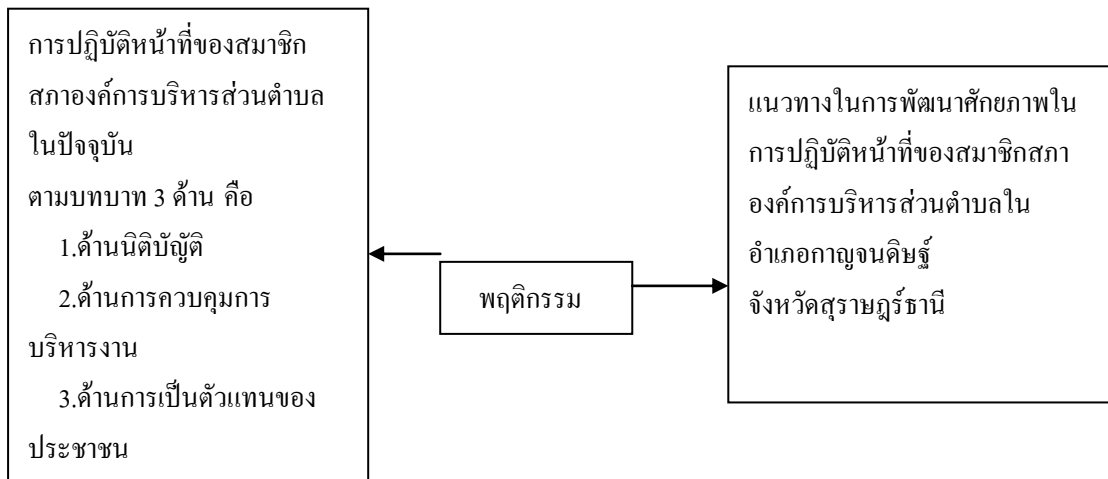 การปฏิบัติหน้าที่ของสมาชิก
สภาองค์การบริหารส่วนตำบล
ในปัจจุบัน
ตามบทบาท 3 ด้าน คือ
1.ด้านนิติบัญญัติ
2.ด้านการควบคุมการ
บริหารงาน
3.ด้านการเป็นตัวแทนของ
ประชาชน
พฤติกรรม
แนวทางในการพัฒนาศักยภาพใน
การปฏิบัติหน้าที่ของสมาชิกสภา
องค์การบริหารส่วนตำบลใน
อำเภอกาญจนดิษฐ์
จังหวัดสุราษฎร์ธานี